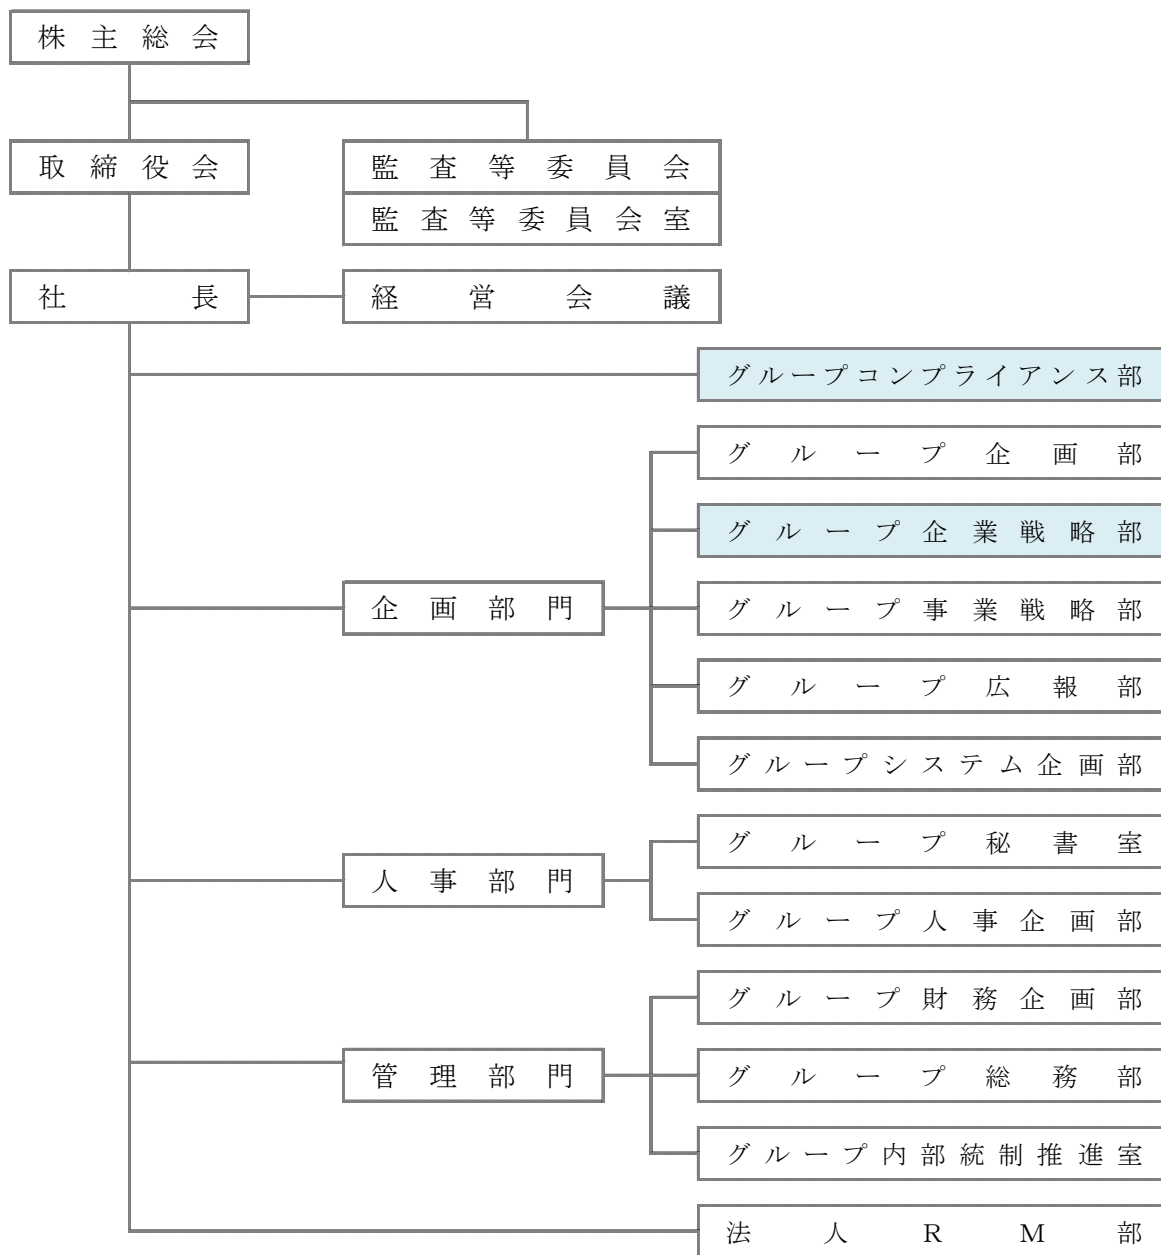 株主総会
取締役会
監査等委員会
監査等委員会室
社長
経営会議
グループコンプライアンス部
グループ企画部
グループ企業戦略部
企画部門
グループ事業戦略部
グループ広報部
グループシステム企画部
グループ秘書室
人事部門
グループ人事企画部
グループ財務企画部
管理部門
グループ総務部
グループ内部統制推進室
法人RM部